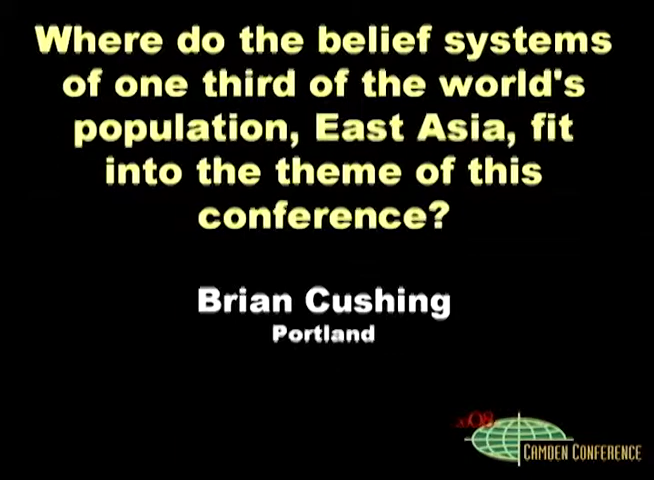 Where do the belief systems
of one third of the world's
population, East Asia, fit
into the theme of this
conference?
Brian Cushing
Portland
CAMDEN CONFERENCE